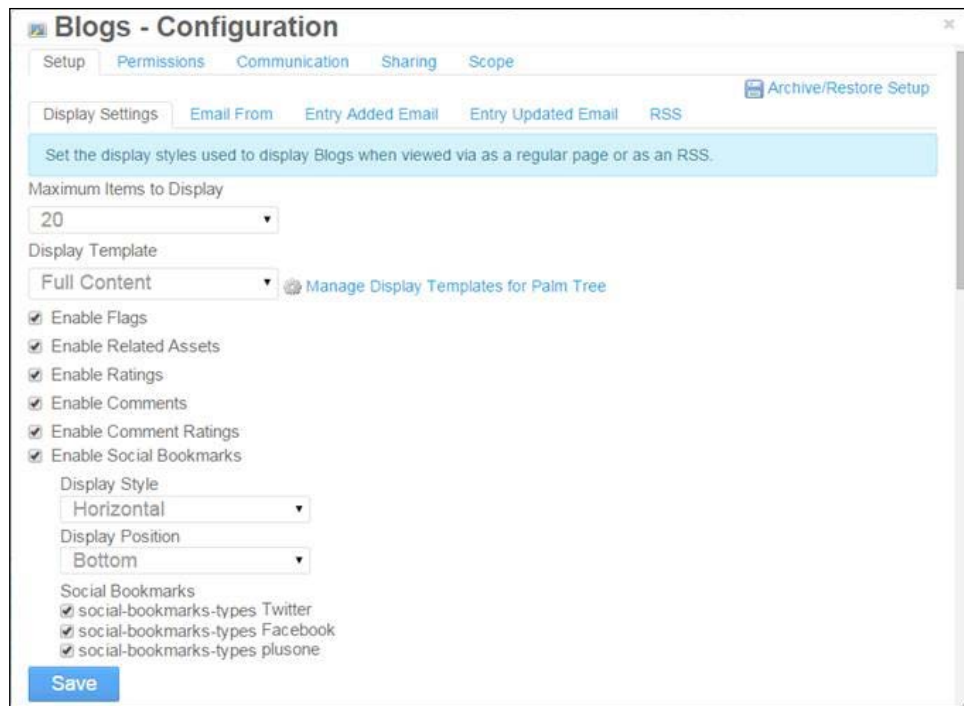 Blogs - Configuration
Setup Permissions Communication Sharing Scope
Archive/Restore Setup
Display Settings Email From Entry Added Email Entry Updated Email RSS
Set the display styles used to display Blogs when viewed via as a regular page or as an RSS.
Maximum Items to Display
20
Display Template
Full Content Manage Display Templates for Palm Tree
Enable Flags
Enable Related Assets
Enable Ratings
Enable Comments
Enable Comment Ratings
Enable Social Bookmarks
Display Style
Horizontal
Display Position
Bottom
Social Bookmarks
social-bookmarks-types Twitter
social-bookmarks-types Facebook
social-bookmarks-types plusone
Save